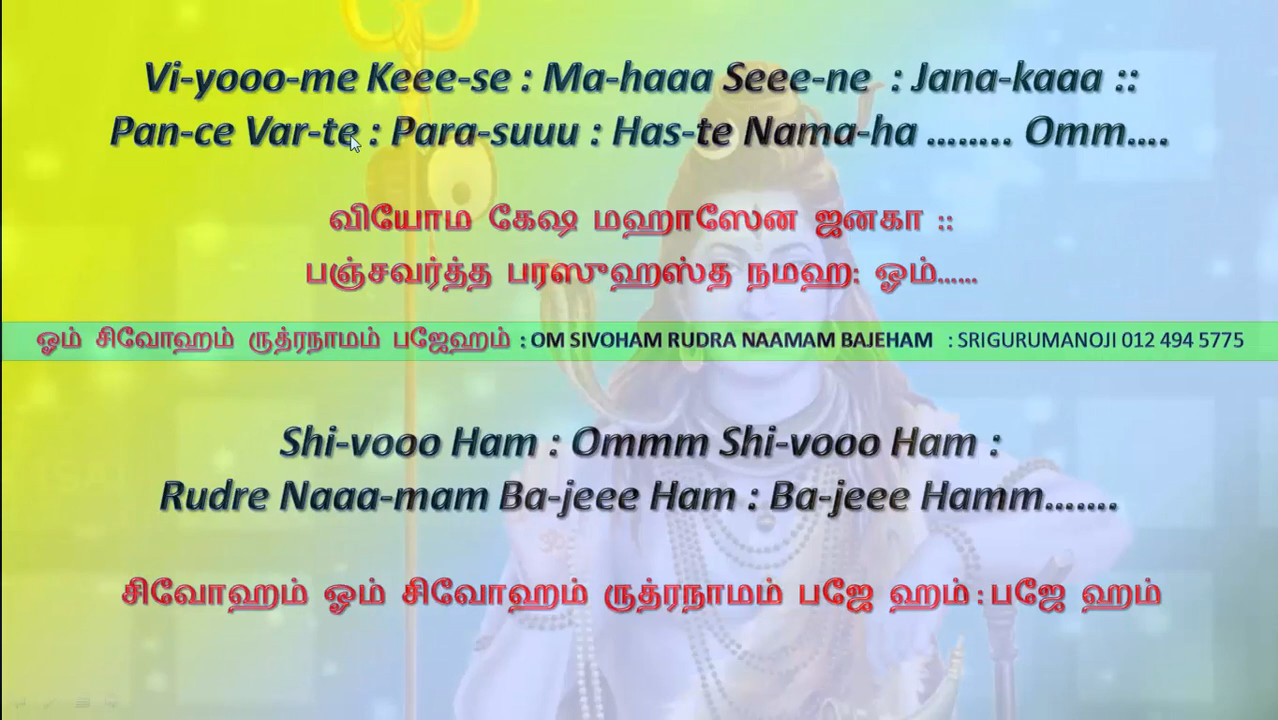 Vi-yooo-me Keee-se : Ma-haaa Seee-ne : Jana-kaaa ::
Pan-ce Var-te : Para-suuu : Has-te Nama-ha ........ Omm....
வியோம கேஷ மஹாஸேன ஜனகா ::
பஞ்சவர்த்த பரஸுஹஸ்த நமஹ: ஓம்......
ஓம் சிவோஹம் ருத்ரநாமம் பஜேஹம் : OM SIVOHAM RUDRA NAAMAM BAJEHAM : SRIGURUMANOJI 012 494 5775
Shi-vooo Ham : Ommm Shi-vooo Ham :
Rudre Naaa-mam Ba-jeee Ham : Ba-jeee Hamm.......
சிவோஹம் ஓம் சிவோஹம் ருத்ரநாமம் பஜே ஹம் : பஜே ஹம்